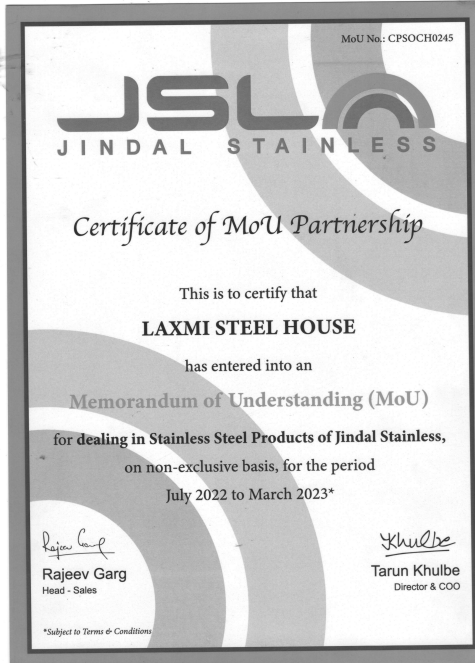 MoU No.: CPSOCH0245
JSL
JINDAL STAINLESS
Certificate of MoU Partnership
This is to certify that
LAXMI STEEL HOUSE
has entered into an
Memorandum of Understanding (MoU)
for dealing in Stainless Steel Products of Jindal Stainless,
on non-exclusive basis, for the period
July 2022 to March 2023*
Rajeev Garg
Khulbe
Rajeev Garg
Head - Sales
Tarun Khulbe
Director & COO
*Subject to Terms & Conditions